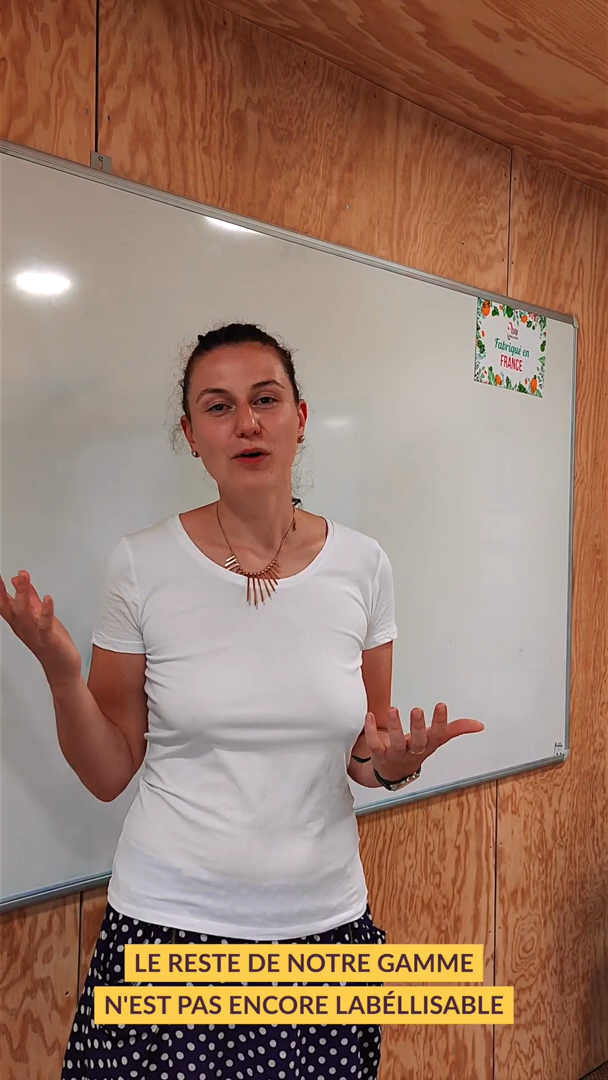 Fabriqué en
FRANCE
LE RESTE DE NOTRE GAMME
N'EST PAS ENCORE LABÉLLISABLE